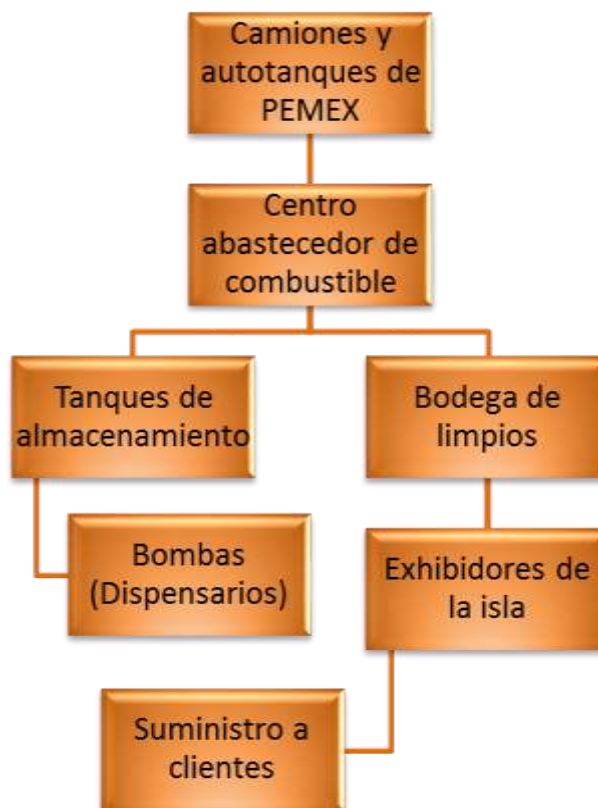 Camiones y
autotanques de
PEMEX
Centro
abastecedor de
combustible
Tanques de
almacenamiento
Bodega de
limpios
Bombas
(Dispensarios)
Exhibidores de
la isla
Suministro a
clientes